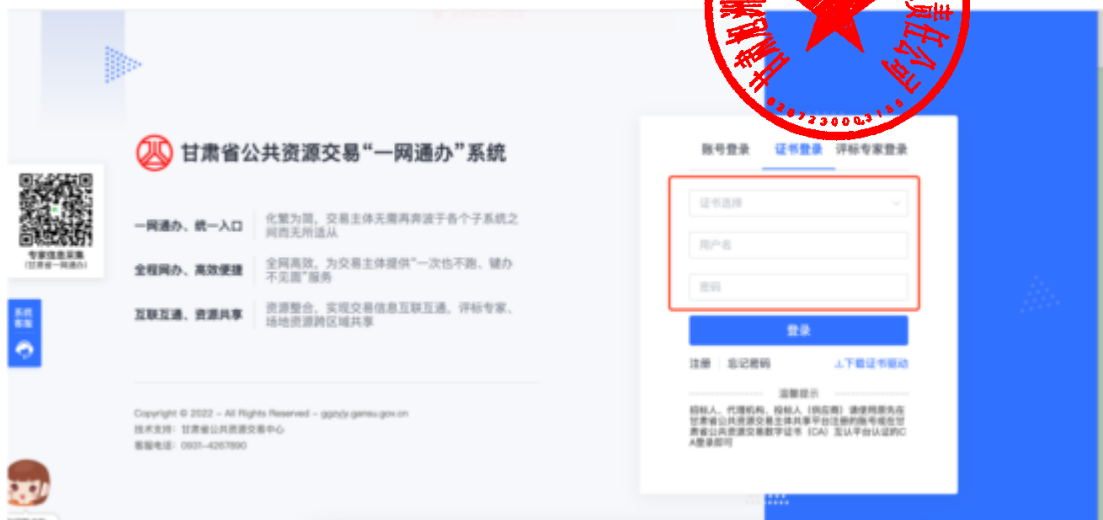 甘肃省公共资源交易“一网通办”系统
一网通办、统一入口
化繁为简，交易主体无需再奔波于各个子系统之
间而无所适从
全程网办、高效便捷
全网高效，为交易主体提供“一次也不跑、键办
不见面”服务
互联互通、资源共享
资源整合，实现交易信息互联互通，评标专家、
场地资源跨区域共享
Copyright © 2022 - All Rights Reserved - ggzyjy.gansu.gov.cn
技术支持：甘肃省公共资源交易中心
客服电话：0931-4267890
专家信息采集
(甘肃省一网通办)
系统
客服
账号登录 证书登录 评标专家登录
证书选择
用户名
密码
登录
注册 忘记密码 下载证书驱动
温馨提示
招标人、代理机构、投标人（供应商）请使用原先在
甘肃省公共资源交易主体共享平台注册的账号或在甘
肃省公共资源交易数字证书（CA）互认平台认证的C
A登录即可